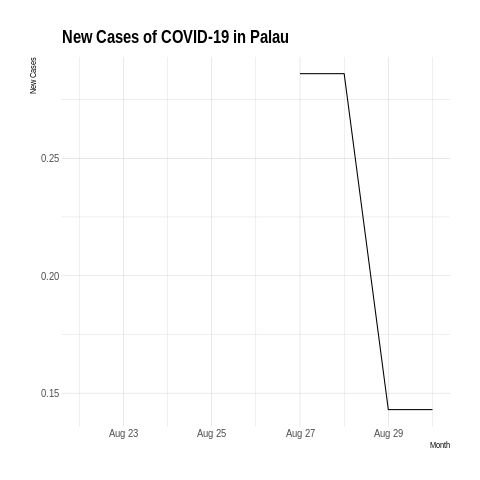 New Cases of COVID-19 in Palau
New Cases
0.25
0.20
0.15
Aug 23 Aug 25 Aug 27 Aug 29
Month